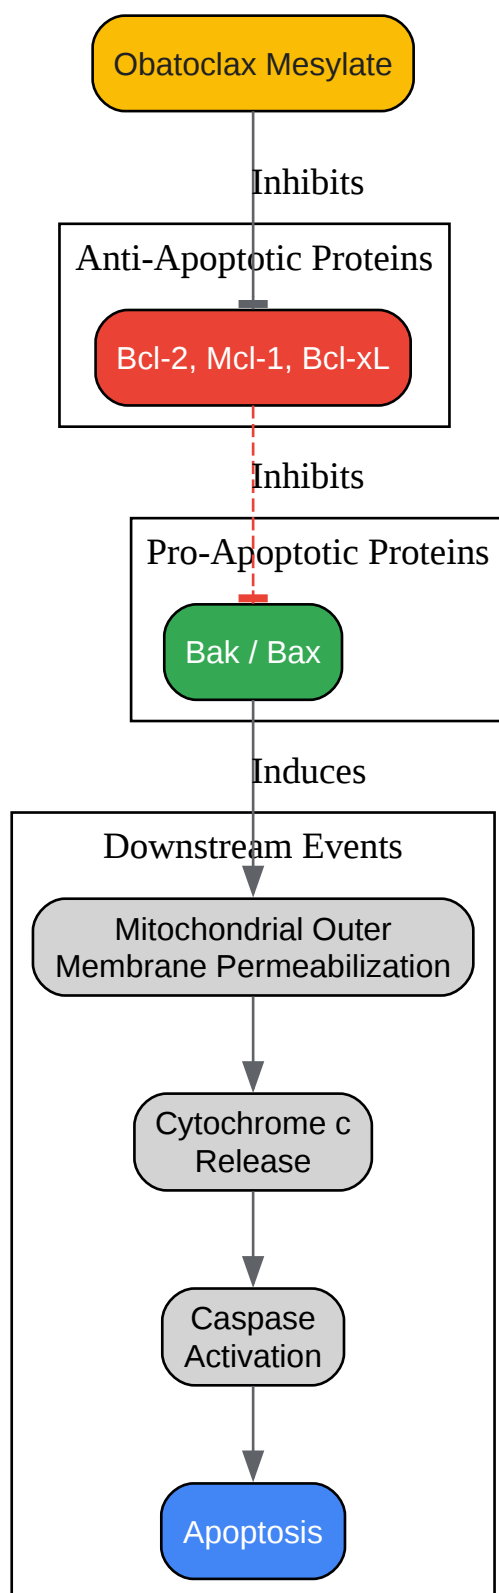 Obatoclax Mesylate
Inhibits
Anti-Apoptotic Proteins
Bcl-2, Mcl-1, Bcl-xL
Inhibits
Pro-Apoptotic Proteins
Bak / Bax
Induces
Downstream Events
Mitochondrial Outer
Membrane Permeabilization
Cytochrome c
Release
Caspase
Activation
Apoptosis